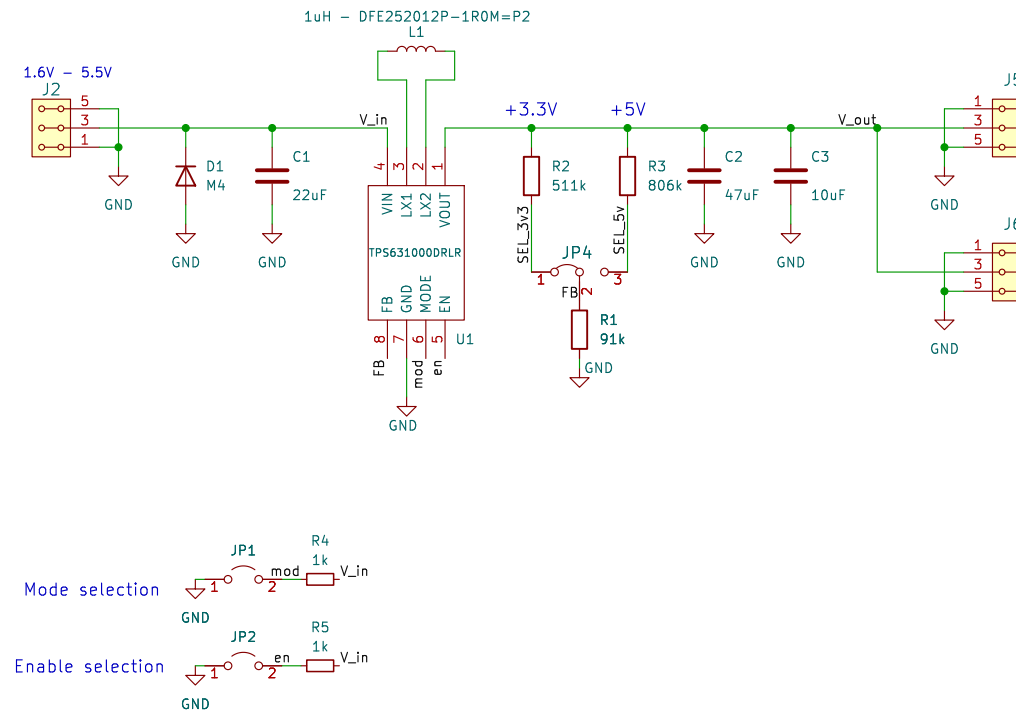 1uH - DFE252012P-1R0M=P2
L1
1.6V - 5.5V
J2
5
3
1
GND
V_in
D1
M4
GND
C1
22uF
GND
4
3
2
1
VIN
LX1
LX2
VOUT
TPS631000DRLR
FB
GND
MODE
EN
8
7
6
5
U1
FB
mod
en
GND
+3.3V
+5V
R2
511k
R3
806k
SEL_3v3
SEL_5v
JP4
1
3
FB
2
R1
91k
GND
C2
47uF
GND
C3
10uF
GND
V_out
J5
1
3
5
GND
J6
1
3
5
GND
Mode selection
JP1
1
2
GND
mod
R4
1k
V_in
Enable selection
JP2
1
2
GND
en
R5
1k
V_in